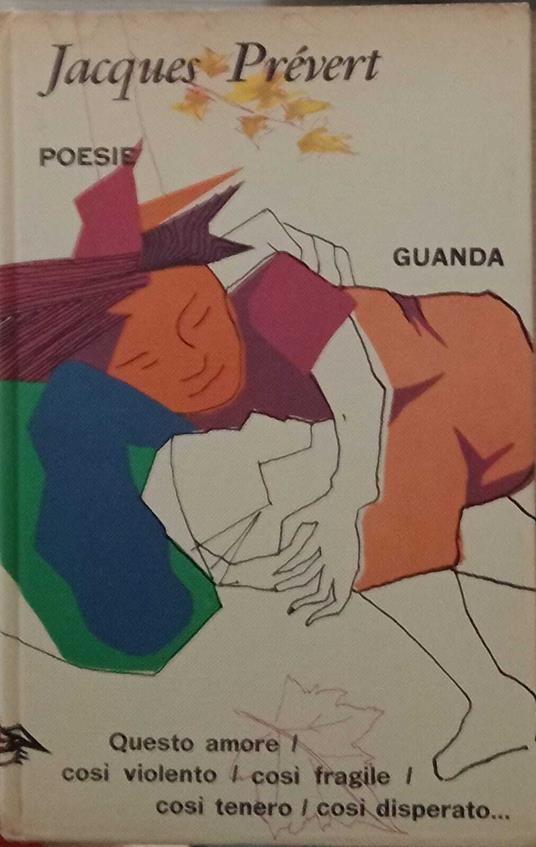 Jacques Prévert
POESIE
GUANDA
Questo amore /
così violento / così fragile /
così tenero / così disperato...